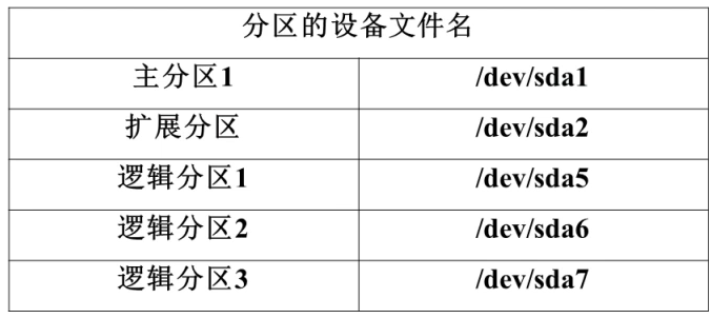 分区的设备文件名
主分区1 /dev/sda1
扩展分区 /dev/sda2
逻辑分区1 /dev/sda5
逻辑分区2 /dev/sda6
逻辑分区3 /dev/sda7